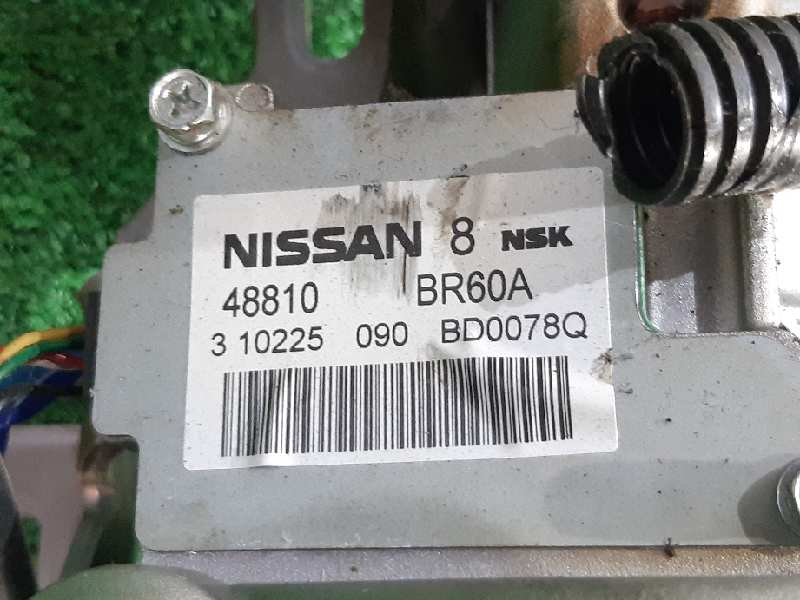 NISSAN 8 NSK
48810 BR60A
3 10225 090 BD0078Q